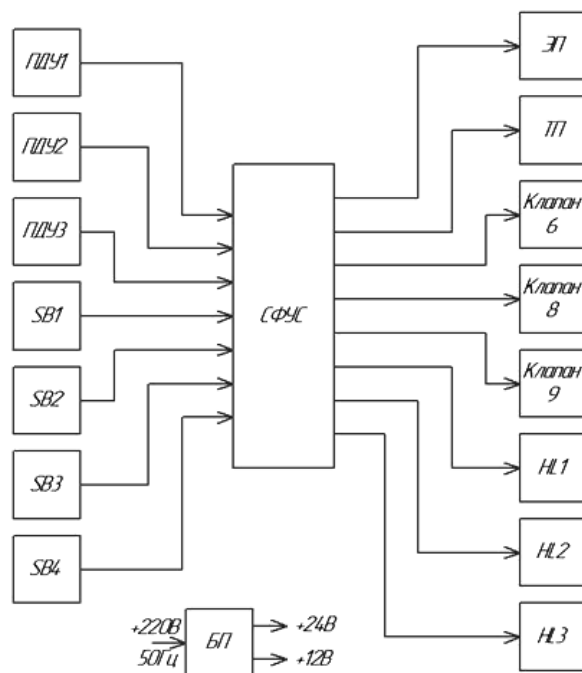 ПДУ1
ПДУ2
ПДУ3
SB1
SB2
SB3
SB4
СФУС
ЭП
ТП
Клапан
6
Клапан
8
Клапан
9
HL1
HL2
HL3
+220В
50Гц
БП
+24В
+12В